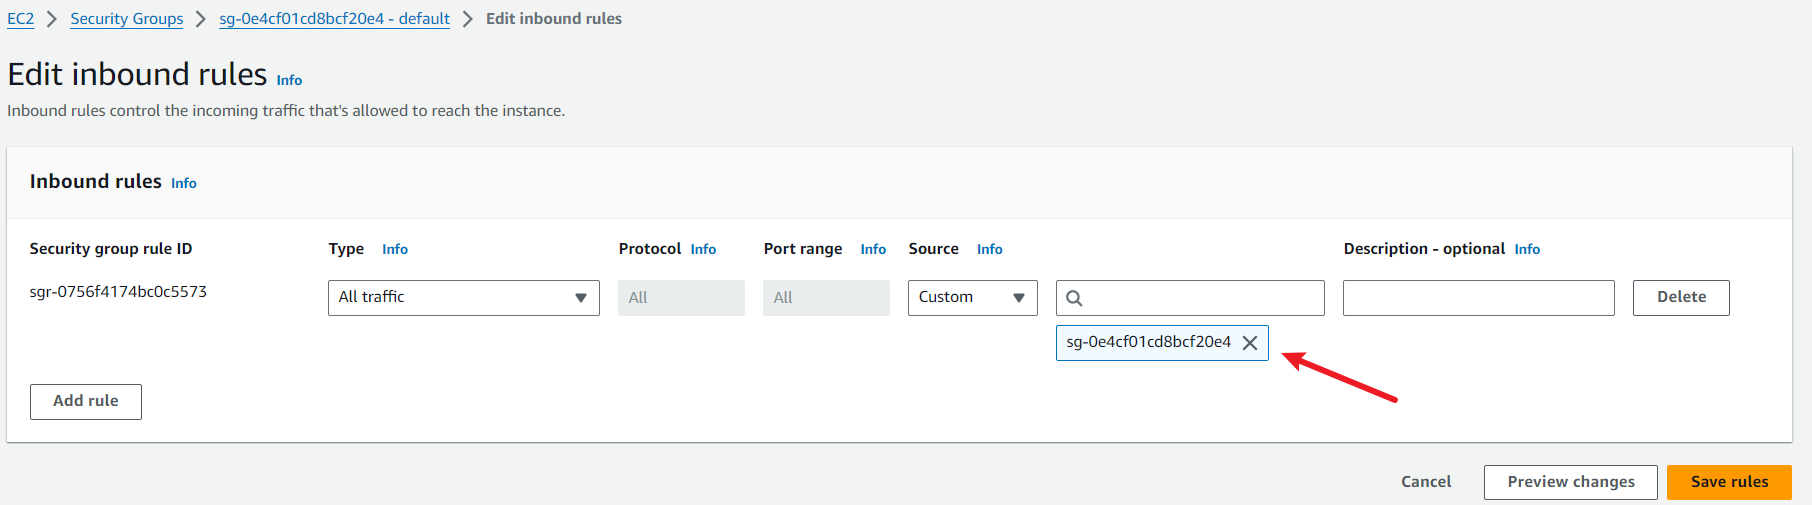 EC2 > Security Groups > sg-0e4cf01cd8bcf20e4 - default > Edit inbound rules
Edit inbound rules Info
Inbound rules control the incoming traffic that's allowed to reach the instance.
Inbound rules Info
Security group rule ID Type Info Protocol Info Port range Info Source Info Description - optional Info
sgr-0756f4174bc0c5573 All traffic All All Custom Delete
sg-0e4cf01cd8bcf20e4
Add rule
Cancel Preview changes Save rules